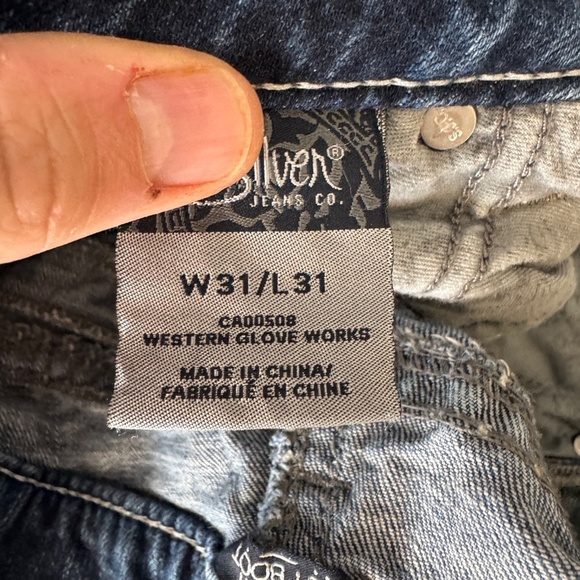 Silver®
JEANS CO.
W31/L31
CA00508
WESTERN GLOVE WORKS
MADE IN CHINA/
FABRIQUÉ EN CHINE